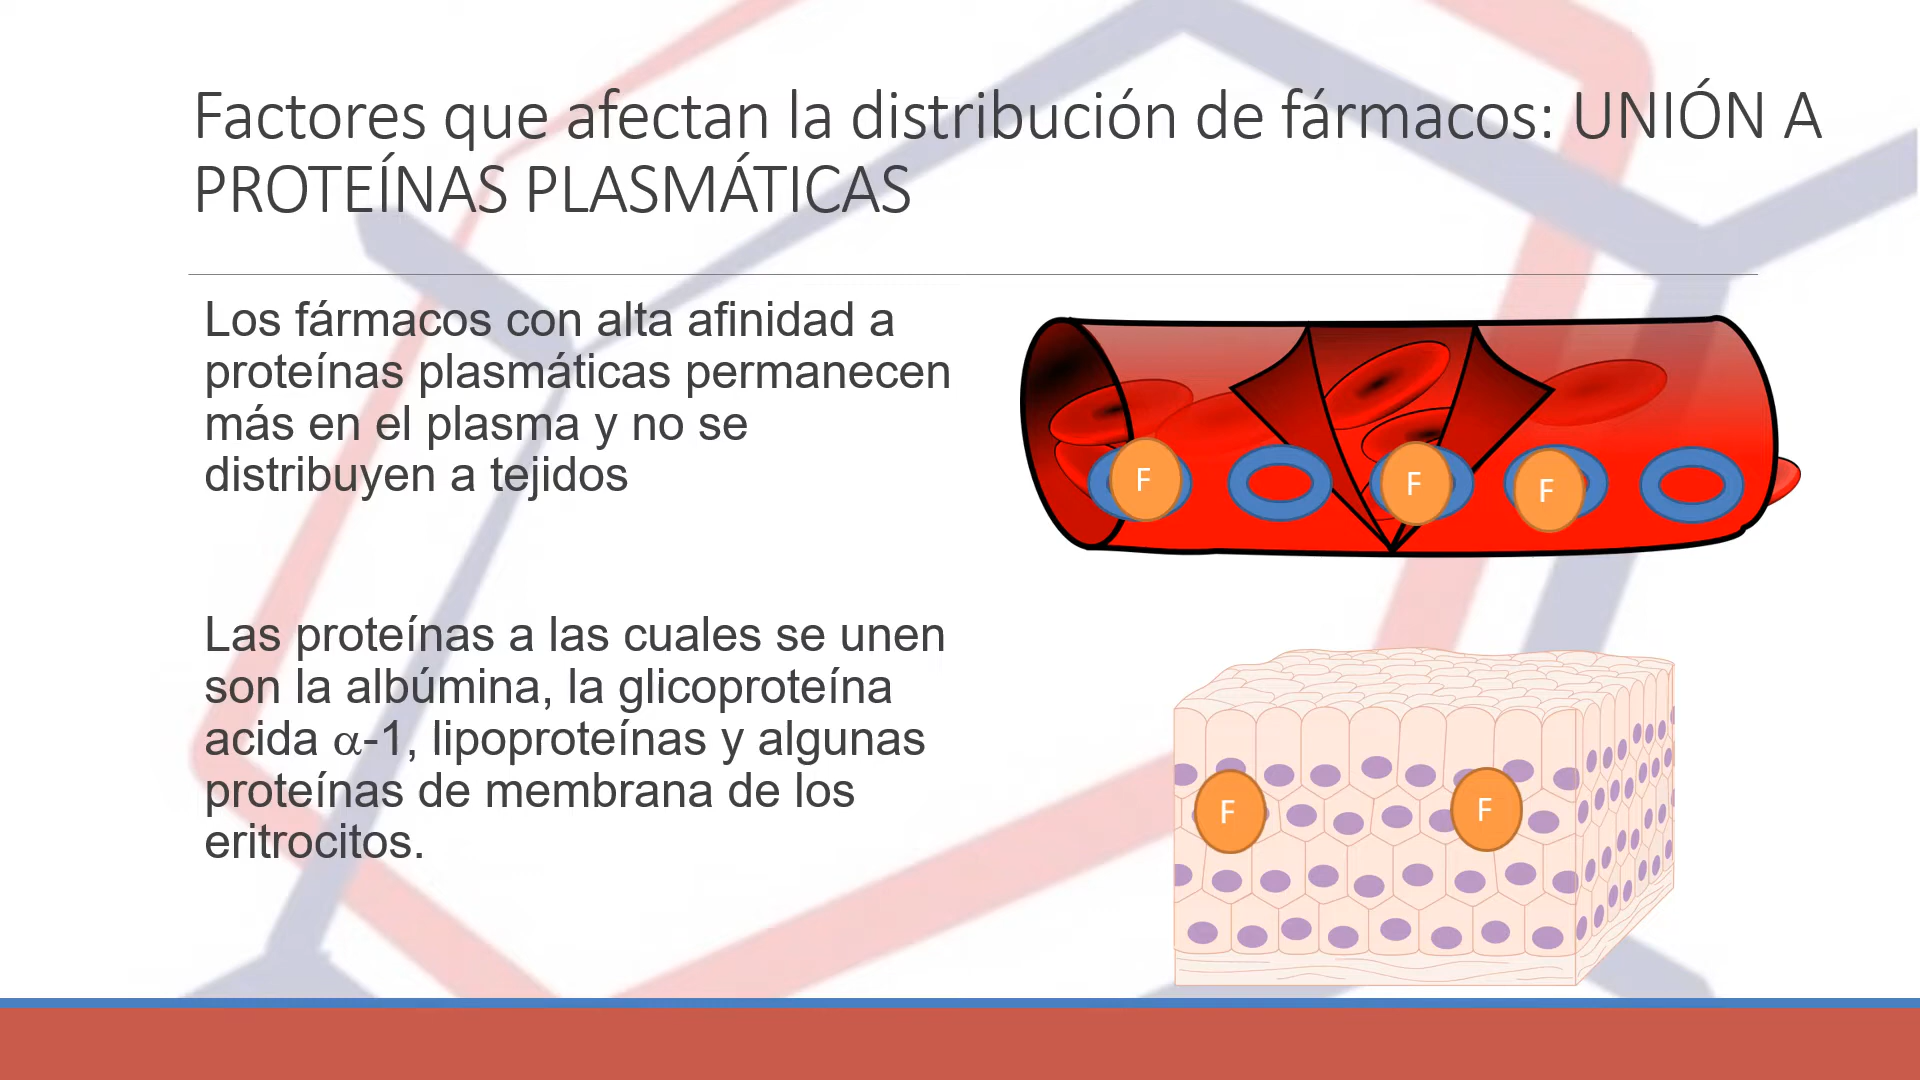 Factores que afectan la distribución de fármacos: UNIÓN A
PROTEÍNAS PLASMÁTICAS
Los fármacos con alta afinidad a
proteínas plasmáticas permanecen
más en el plasma y no se
distribuyen a tejidos
Las proteínas a las cuales se unen
son la albúmina, la glicoproteína
acida α-1, lipoproteínas y algunas
proteínas de membrana de los
eritrocitos.
F
F
F
F
F